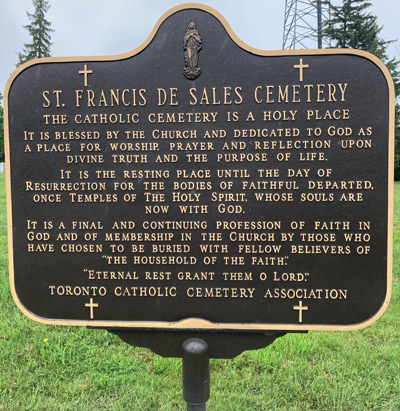 ST. FRANCIS DE SALES CEMETERY
THE CATHOLIC CEMETERY IS A HOLY PLACE
IT IS BLESSED BY THE CHURCH AND DEDICATED TO GOD AS
A PLACE FOR WORSHIP, PRAYER AND REFLECTION UPON
DIVINE TRUTH AND THE PURPOSE OF LIFE.
IT IS THE RESTING PLACE UNTIL THE DAY OF
RESURRECTION FOR THE BODIES OF FAITHFUL DEPARTED,
ONCE TEMPLES OF THE HOLY SPIRIT, WHOSE SOULS ARE
NOW WITH GOD.
IT IS A FINAL AND CONTINUING PROFESSION OF FAITH IN
GOD AND OF MEMBERSHIP IN THE CHURCH BY THOSE WHO
HAVE CHOSEN TO BE BURIED WITH FELLOW BELIEVERS OF
"THE HOUSEHOLD OF THE FAITH."
"ETERNAL REST GRANT THEM O LORD."
TORONTO CATHOLIC CEMETERY ASSOCIATION